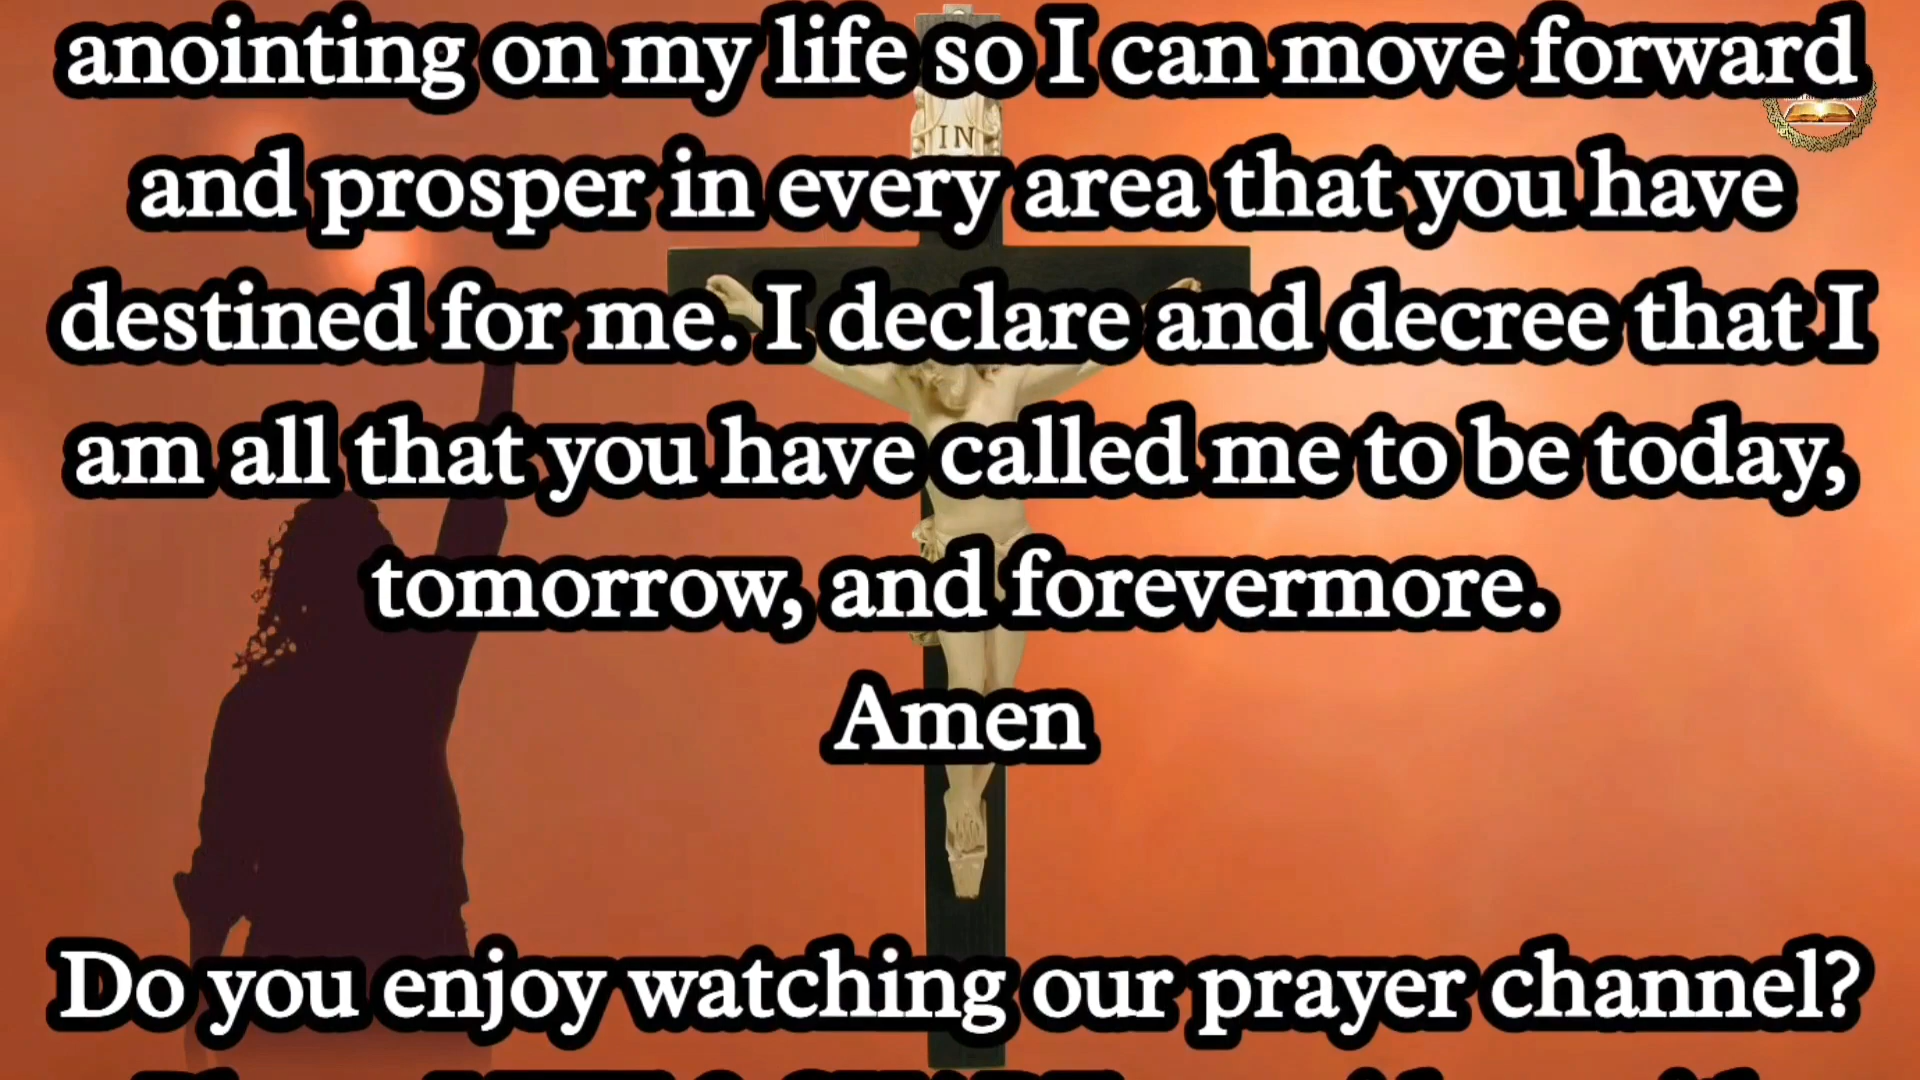 anointing on my life so I can move forward
IN
and prosper in every area that you have
destined for me. I declare and decree that I
am all that you have called me to be today,
tomorrow, and forevermore.
Amen
Do you enjoy watching our prayer channel?